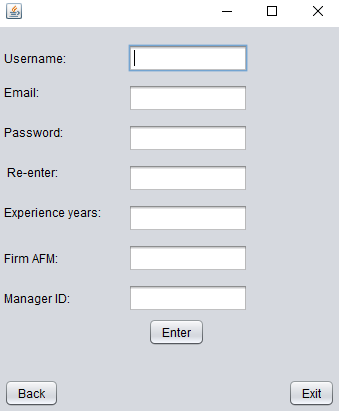 Username:
Email:
Password:
Re-enter:
Experience years:
Firm AFM:
Manager ID:
Enter
Back
Exit